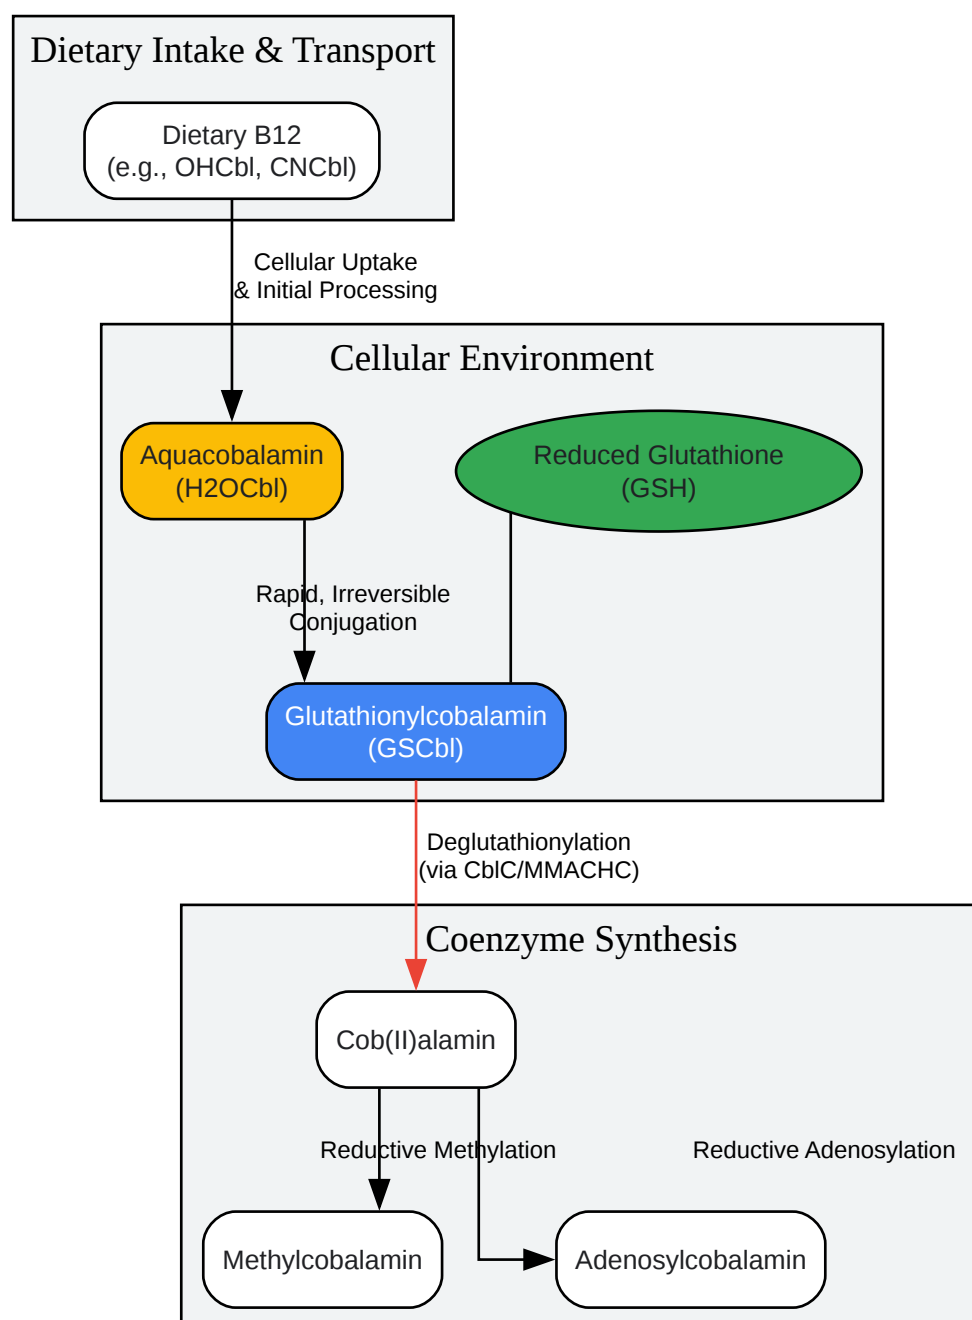 Dietary Intake & Transport
Dietary B12
(e.g., OHCbl, CNCbl)
Cellular Uptake
& Initial Processing
Cellular Environment
Aquacobalamin
(H2OCbl)
Reduced Glutathione
(GSH)
Rapid, Irreversible
Conjugation
Glutathionylcobalamin
(GSCbl)
Deglutathionylation
(via CblC/MMACHC)
Coenzyme Synthesis
Cob(II)alamin
Reductive Methylation
Reductive Adenosylation
Methylcobalamin
Adenosylcobalamin